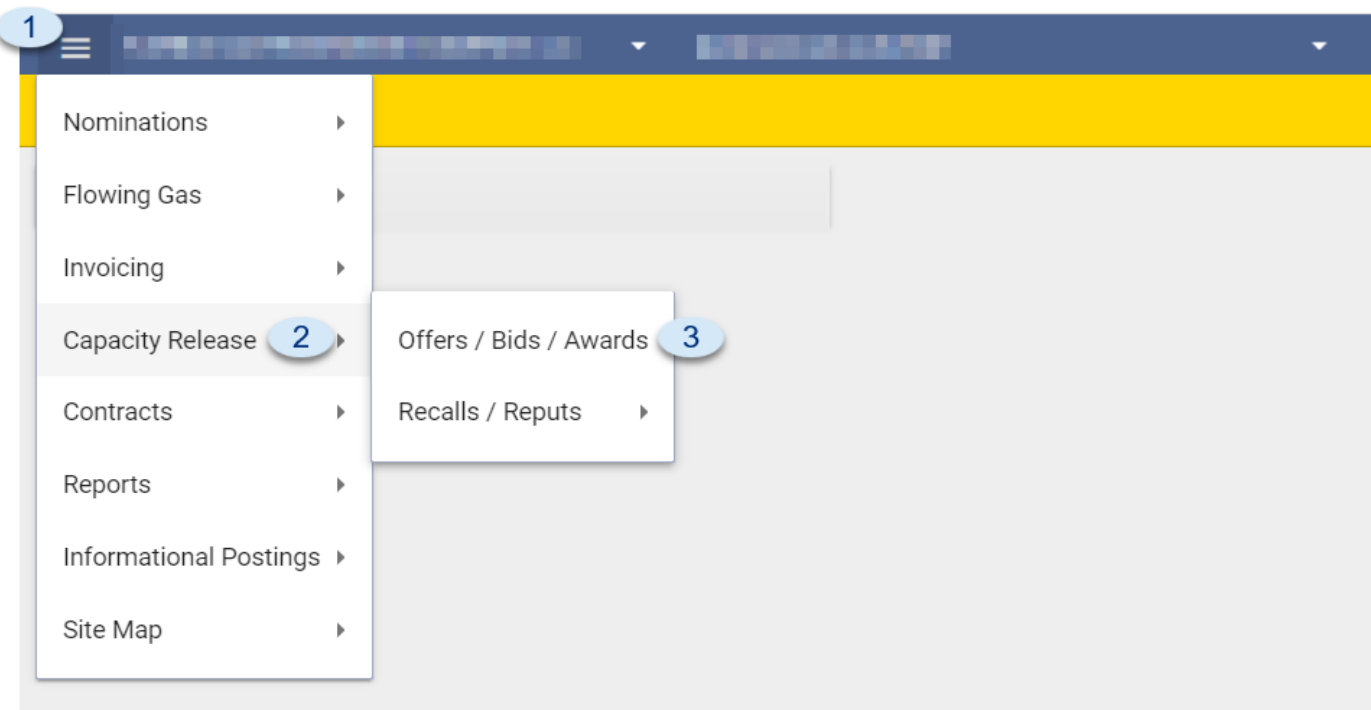 1
Nominations
Flowing Gas
Invoicing
Capacity Release 2
Offers / Bids / Awards 3
Contracts
Recalls / Reputs
Reports
Informational Postings
Site Map